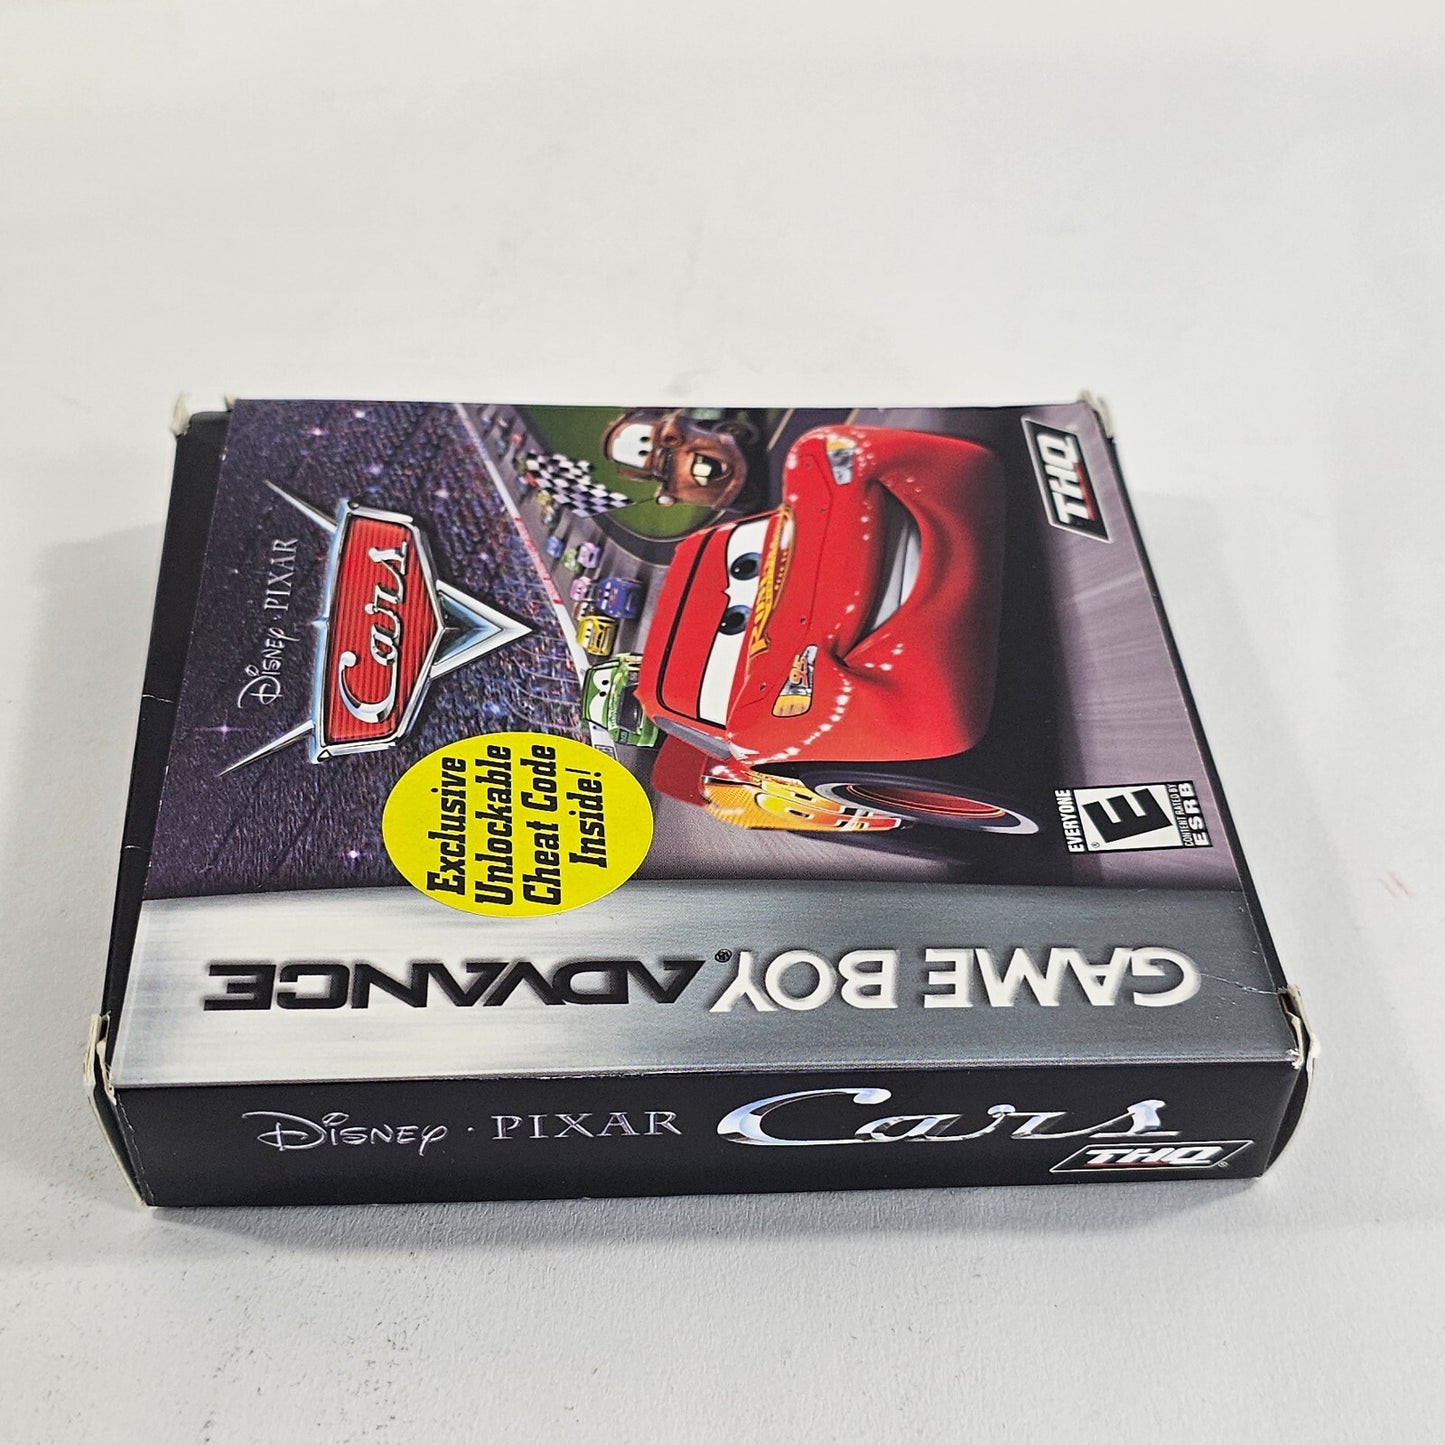 GAME BOY ADVANCE®
DISNEY · PIXAR
Cars
Exclusive
Unlockable
Cheat Code
Inside!
95
THQ
EVERYONE
E
®
CONTENT RATED BY
ESRB
DISNEY · PIXAR Cars
THQ®